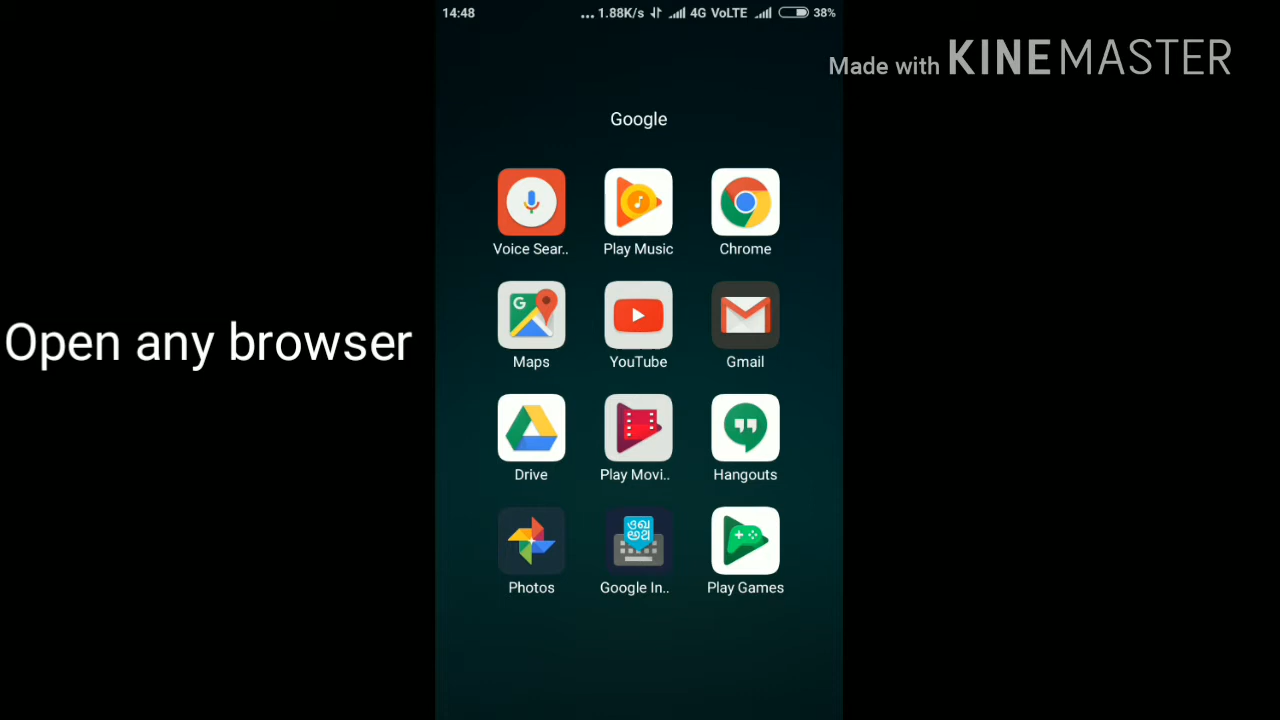 14:48 ... 1.88K/s 4G VoLTE 38%
Made with KINEMASTER
Google
Voice Sear.. Play Music Chrome
G
Maps YouTube Gmail
Open any browser
Drive Play Movi.. Hangouts
Photos Google In.. Play Games